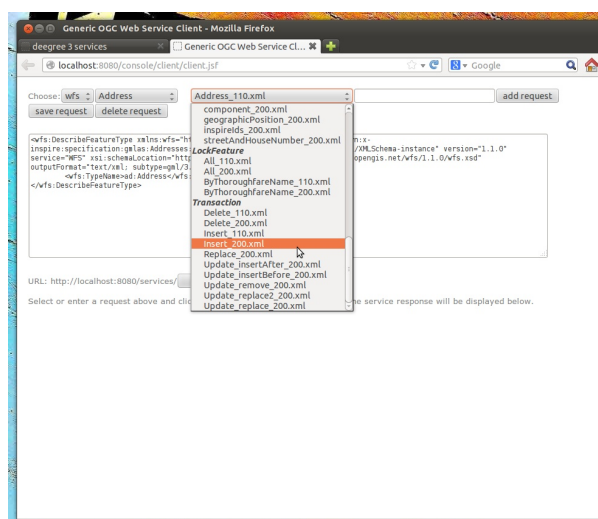 Generic OGC Web Service Client - Mozilla Firefox
deegree 3 services
Generic OGC Web Service Cl...
localhost:8080/console/client/client.jsf
Google
Choose: wfs Address Address_110.xml add request
save request delete request
component_200.xml
geographicPosition_200.xml
inspireIds_200.xml
streetAndHouseNumber_200.xml
LockFeature
All_110.xml
All_200.xml
ByThoroughfareName_110.xml
ByThoroughfareName_200.xml
Transaction
Delete_110.xml
Delete_200.xml
Insert_110.xml
Insert_200.xml
Replace_200.xml
Update_insertAfter_200.xml
Update_insertBefore_200.xml
Update_remove_200.xml
Update_replace2_200.xml
Update_replace_200.xml
<wfs:DescribeFeatureType xmlns:wfs="ht n:x-
inspire:specification:gmlas:Addresses: /XMLSchema-instance" version="1.1.0"
service="WFS" xsi:schemaLocation="http opengis.net/wfs/1.1.0/wfs.xsd"
outputFormat="text/xml; subtype=gml/3.
<wfs:TypeName>ad:Address</wfs:
</wfs:DescribeFeatureType>
URL: http://localhost:8080/services/
Select or enter a request above and clic he service response will be displayed below.